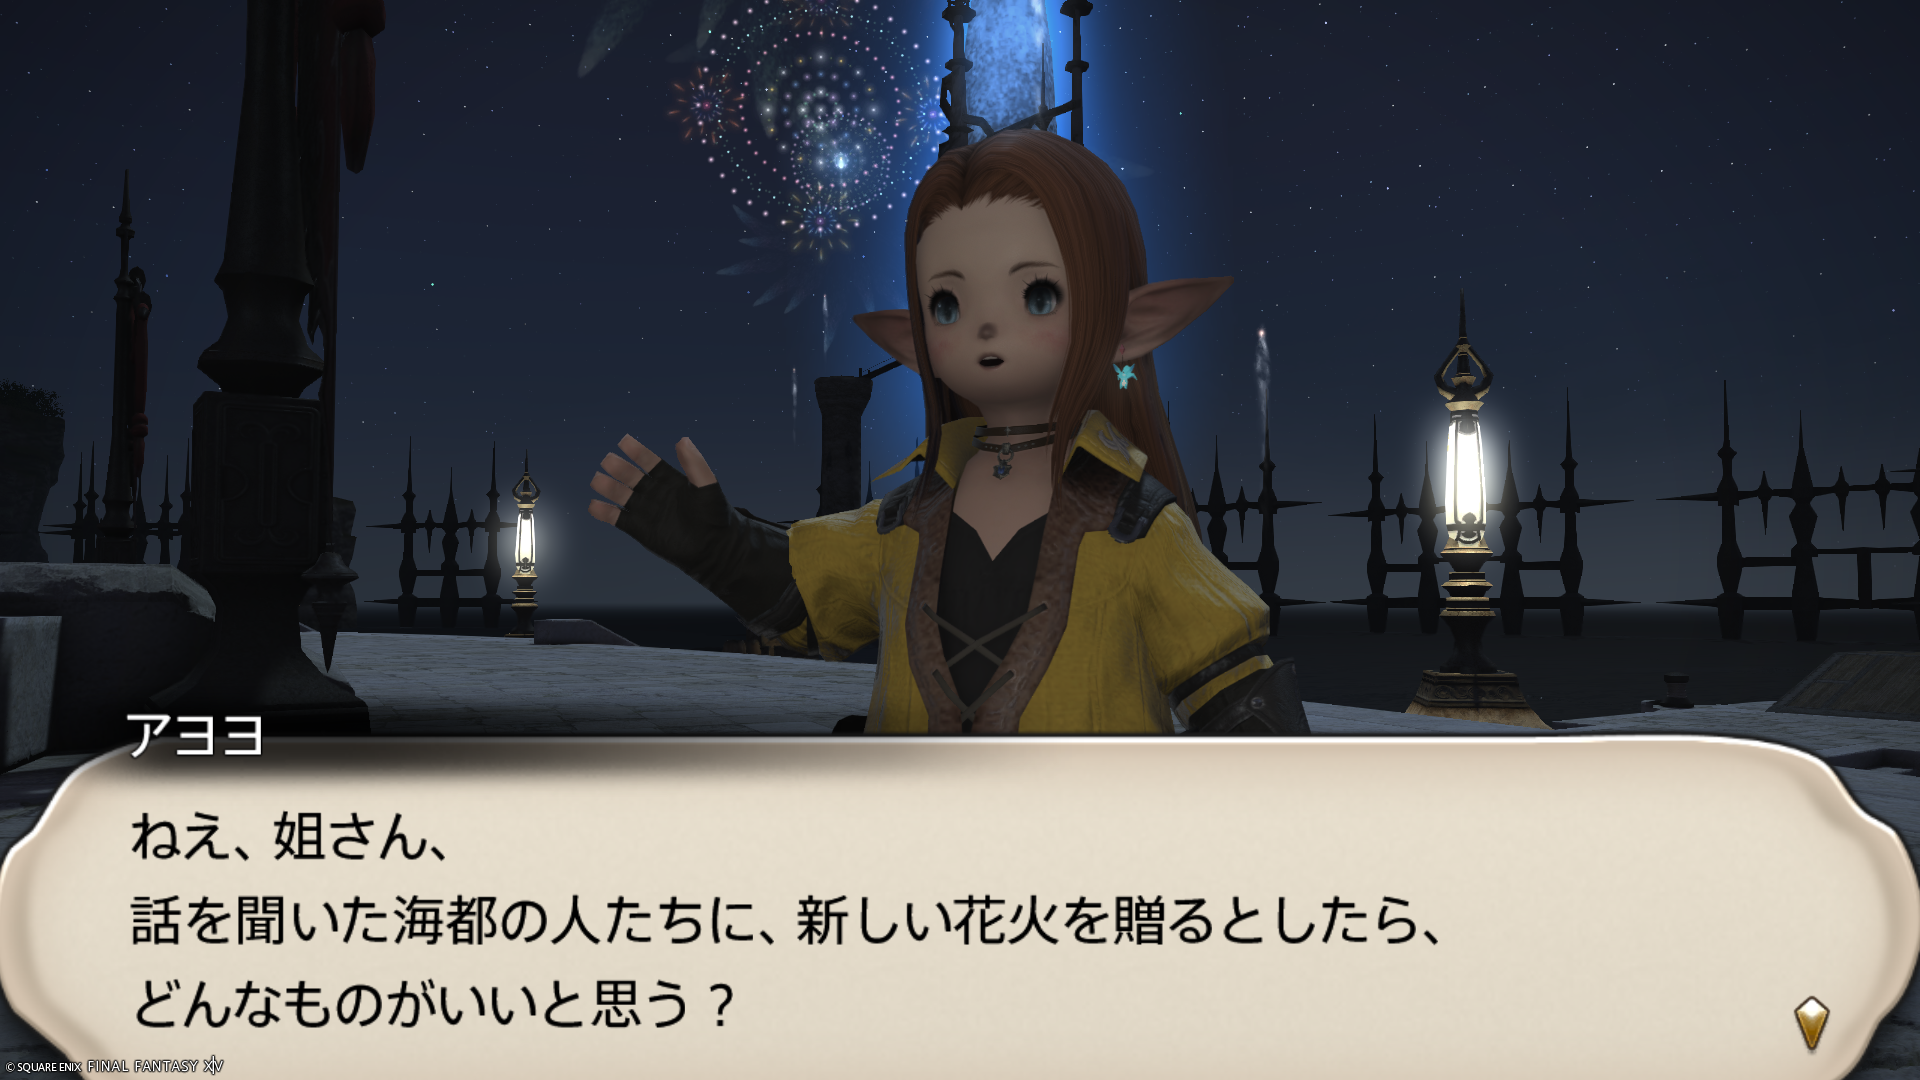 アヨヨ
ねえ、姐さん、
話を聞いた海都の人たちに、新しい花火を贈るとしたら、
どんなものがいいと思う？
© SQUARE ENIX FINAL FANTASY XIV